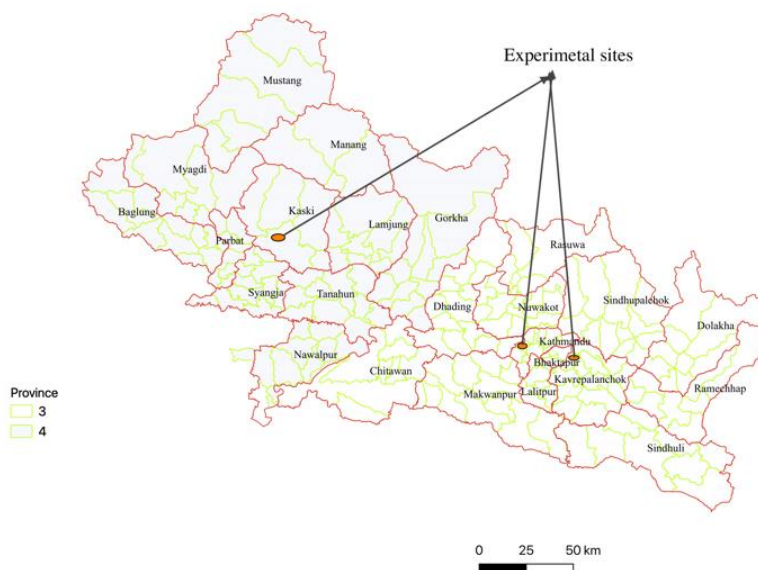 Experimetal sites
Mustang
Manang
Myagdi
Kaski
Baglung
Lamjung
Gorkha
Parbat
Rasuwa
Syangja
Tanahun
Sindhupalchok
Dhading
Nuwakot
Dolakha
Kathmandu
Nawalpur
Bhaktapur
Chitawan
Kavrepalanchok
Ramechhap
Makwanpur
Lalitpur
Sindhuli
Province
3
4
0 25 50 km